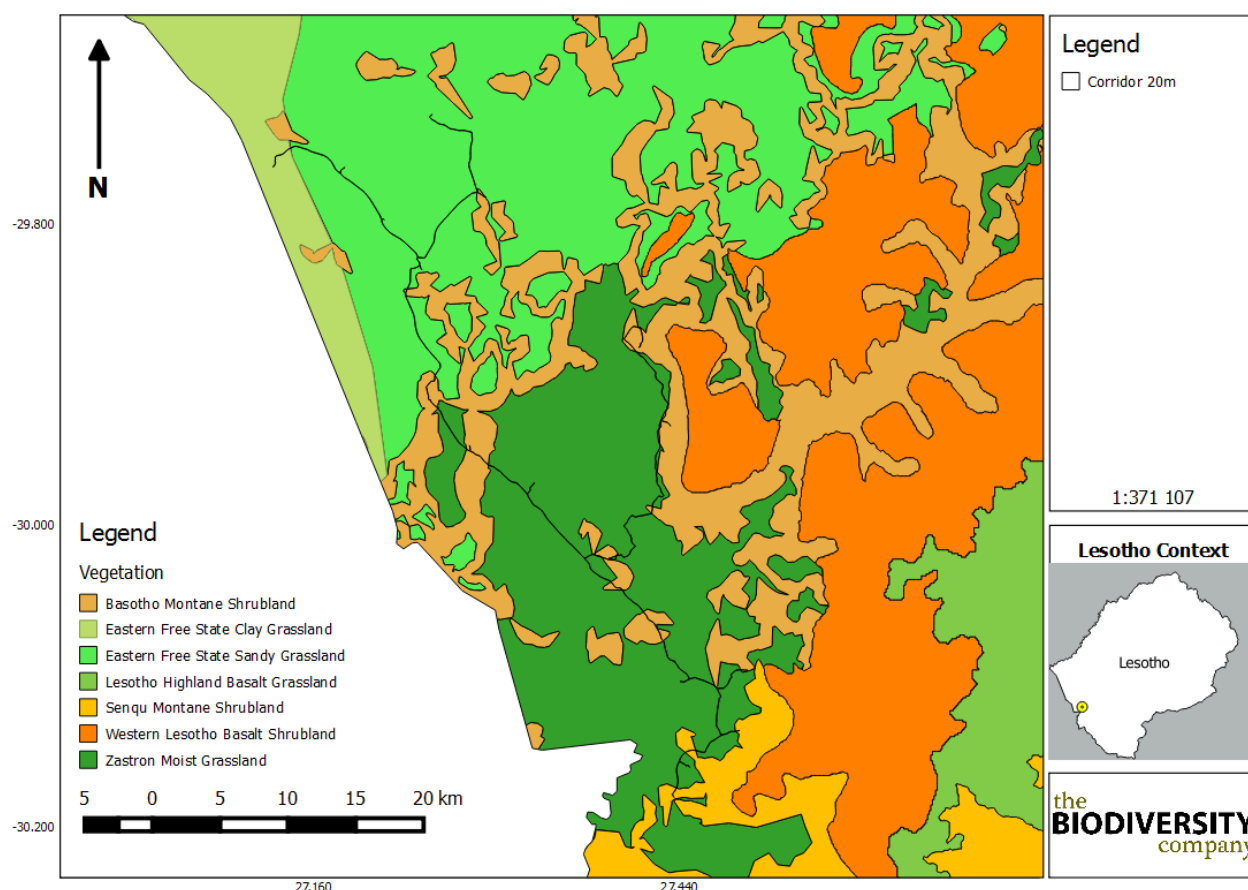 N
-29.800
-30.000
-30.200
27.160
27.440
Legend
Vegetation
Basotho Montane Shrubland
Eastern Free State Clay Grassland
Eastern Free State Sandy Grassland
Lesotho Highland Basalt Grassland
Senqu Montane Shrubland
Western Lesotho Basalt Shrubland
Zastron Moist Grassland
5 0 5 10 15 20 km
Legend
Corridor 20m
1:371 107
Lesotho Context
Lesotho
the
BIODIVERSITY
company